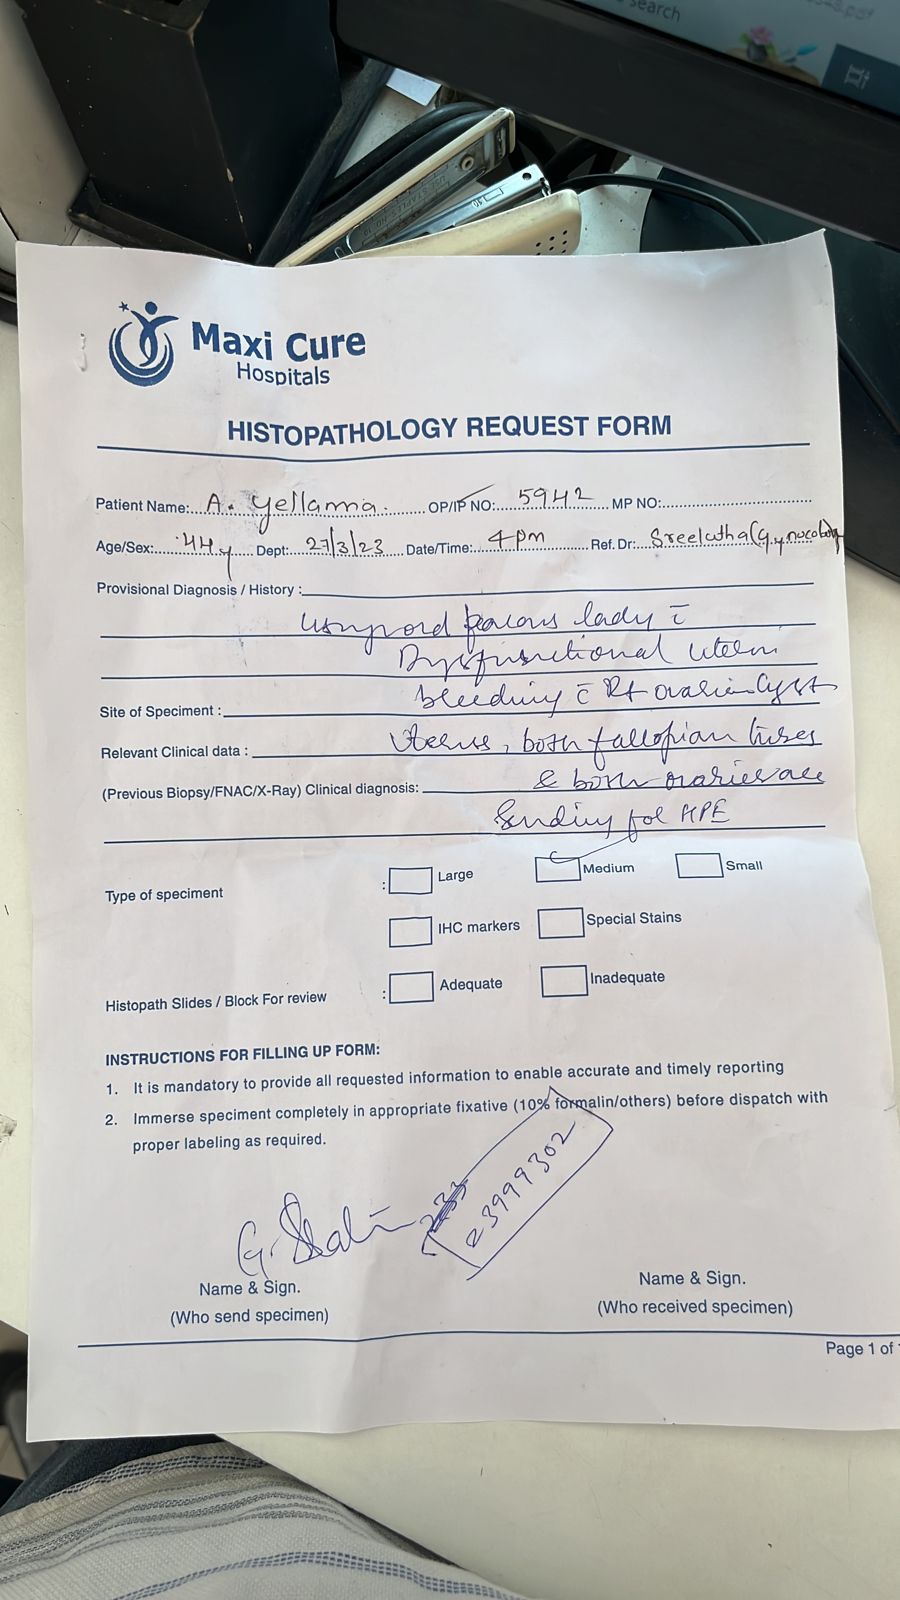 search
Maxi Cure
Hospitals
HISTOPATHOLOGY REQUEST FORM
Patient Name: A. Yellamma. OP/IP NO: 5942 MP NO:
Age/Sex: 44y Dept: 27/3/23 Date/Time: 4pm Ref. Dr: Sreelatha (Gynocology
Provisional Diagnosis / History :
lady c̄
Dysfunctional uterin
bleeding c̄ Rt ovarian Cyst
Site of Specimen :
Uterus, both fallopian tubes
Relevant Clinical data :
& both ovaries are
(Previous Biopsy/FNAC/X-Ray) Clinical diagnosis:
Sending for HPE
Type of speciment : Large Medium Small
IHC markers Special Stains
Histopath Slides / Block For review : Adequate Inadequate
INSTRUCTIONS FOR FILLING UP FORM:
1. It is mandatory to provide all requested information to enable accurate and timely reporting
2. Immerse speciment completely in appropriate fixative (10% formalin/others) before dispatch with
proper labeling as required.
23999302
Name & Sign. Name & Sign.
(Who send specimen) (Who received specimen)
Page 1 of